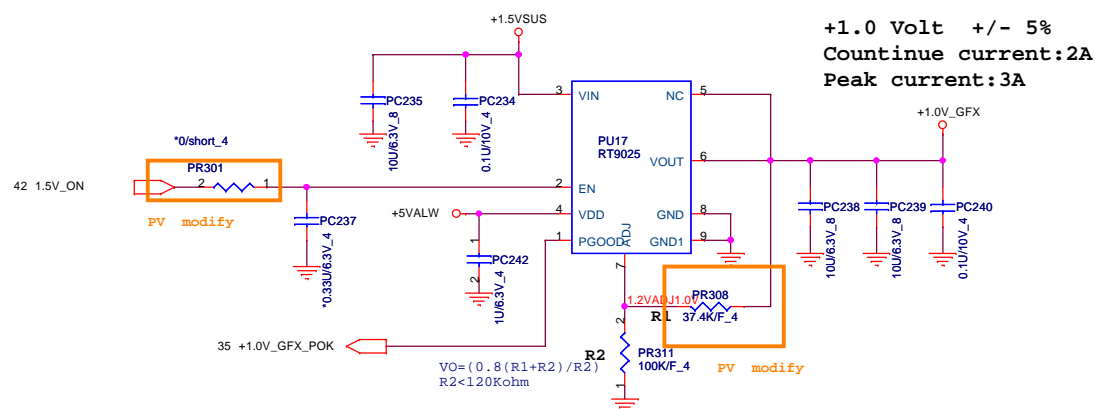 +1.5VSUS
+1.0 Volt  +/- 5%
Countinue current:2A
Peak current:3A
+1.0V_GFX
PC235
10U/6.3V_8
PC234
0.1U/10V_4
3
VIN
NC
5
PU17
RT9025
VOUT
6
*0/short_4
PR301
42 1.5V_ON
2
1
PV modify
2
EN
PC237
*0.33U/6.3V_4
+5VALW
4
VDD
GND
8
1
PGOOD
ADJ
GND1
9
7
1
PC242
2
1U/6.3V_4
PC238
10U/6.3V_8
PC239
10U/6.3V_8
PC240
0.1U/10V_4
1.2VADJ1.0V
PR308
R1
37.4K/F_4
PV modify
35 +1.0V_GFX_POK
R2
2
PR311
100K/F_4
1
VO=(0.8(R1+R2)/R2)
R2<120Kohm